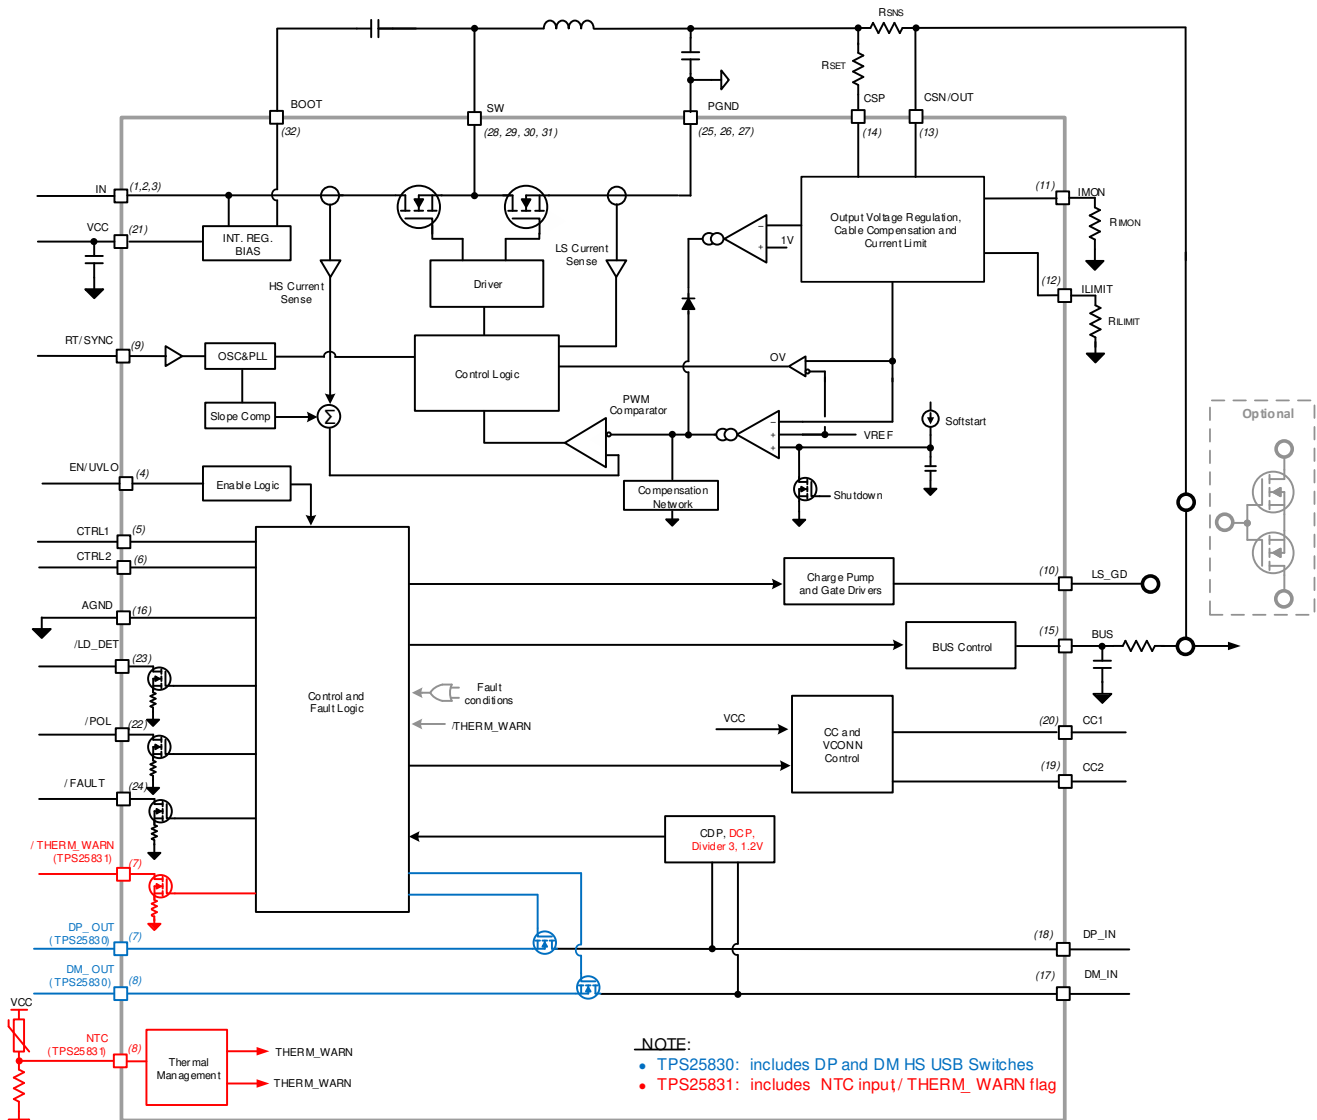 RSNS
RSET
BOOT
SW
PGND
CSP
CSN/OUT
(32)
(28, 29, 30, 31)
(25, 26, 27)
(14)
(13)
IN
(1,2,3)
VCC
(21)
INT. REG.
BIAS
HS Current
Sense
LS Current
Sense
Driver
1V
Output Voltage Regulation,
Cable Compensation and
Current Limit
(11)
IMON
RIMON
(12)
ILIMIT
RILIMIT
RT/SYNC
(9)
OSC&PLL
Control Logic
OV
Slope Comp
Σ
PWM
Comparator
VREF
Softstart
Optional
EN/UVLO
(4)
Enable Logic
Compensation
Network
Shutdown
CTRL1
(5)
CTRL2
(6)
AGND
(16)
/LD_DET
(23)
/POL
(22)
/FAULT
(24)
/ THERM_WARN
(TPS25831)
(7)
Control and
Fault Logic
Charge Pump
and Gate Drivers
(10)
LS_GD
BUS Control
(15)
BUS
Fault
conditions
/THERM_WARN
VCC
CC and
VCONN
Control
(20)
CC1
(19)
CC2
CDP, DCP,
Divider 3, 1.2V
DP_OUT
(TPS25830)
(7)
(18)
DP_IN
DM_OUT
(TPS25830)
(8)
(17)
DM_IN
VCC
NTC
(TPS25831)
(8)
Thermal
Management
THERM_WARN
THERM_WARN
NOTE:
• TPS25830: includes DP and DM HS USB Switches
• TPS25831: includes NTC input / THERM_WARN flag